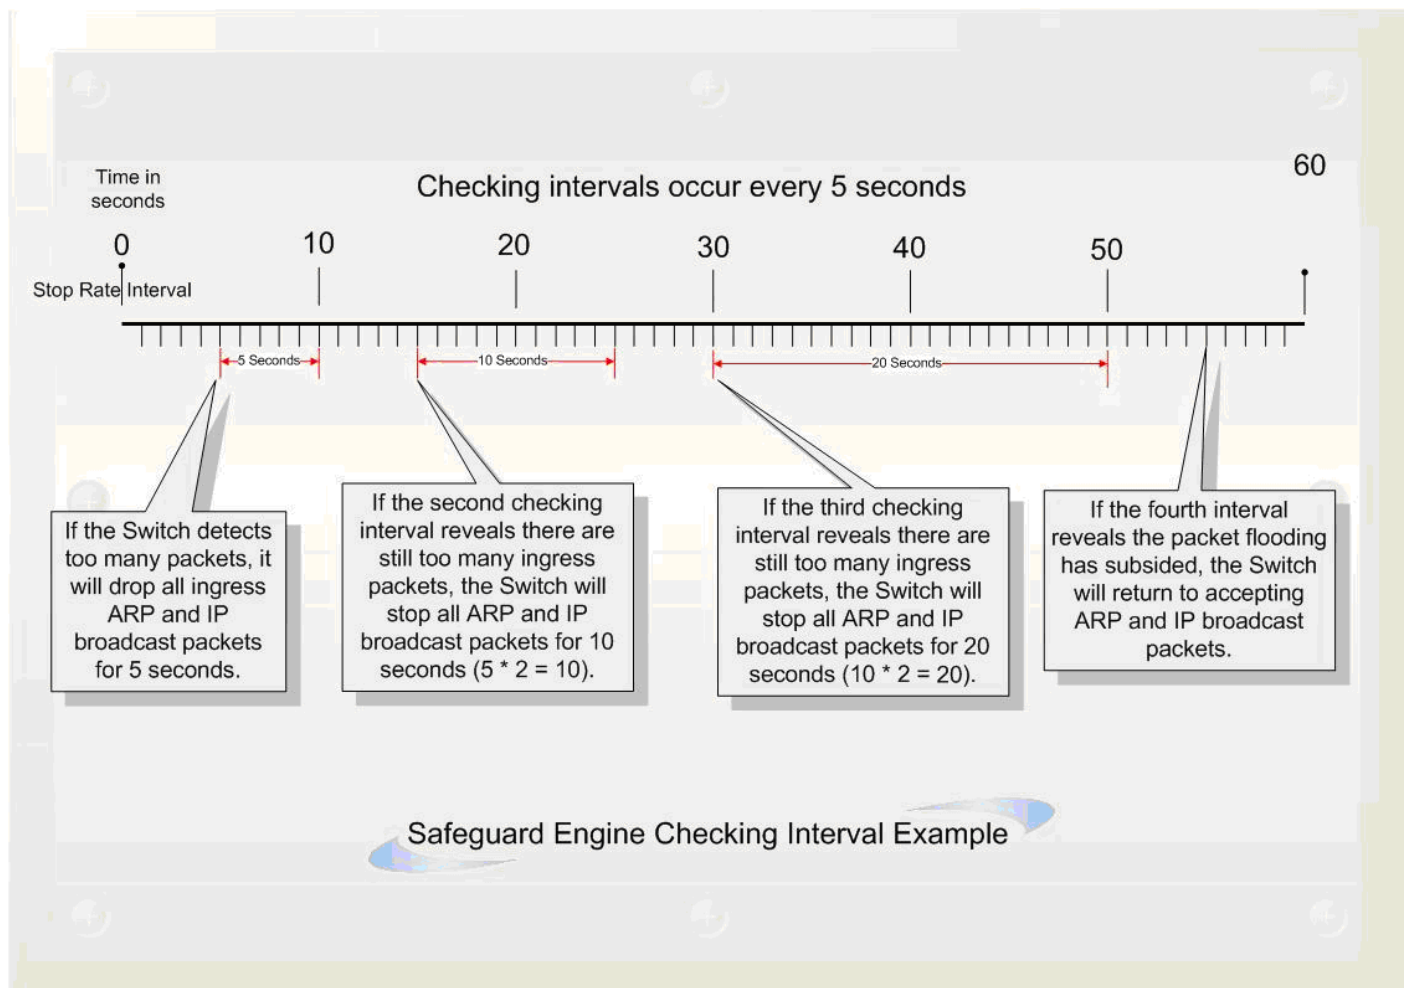 Time in
seconds
Checking intervals occur every 5 seconds
60
0
10
20
30
40
50
Stop Rate Interval
5 Seconds
10 Seconds
20 Seconds
If the Switch detects
too many packets, it
will drop all ingress
ARP and IP
broadcast packets
for 5 seconds.
If the second checking
interval reveals there are
still too many ingress
packets, the Switch will
stop all ARP and IP
broadcast packets for 10
seconds (5 * 2 = 10).
If the third checking
interval reveals there are
still too many ingress
packets, the Switch will
stop all ARP and IP
broadcast packets for 20
seconds (10 * 2 = 20).
If the fourth interval
reveals the packet flooding
has subsided, the Switch
will return to accepting
ARP and IP broadcast
packets.
Safeguard Engine Checking Interval Example